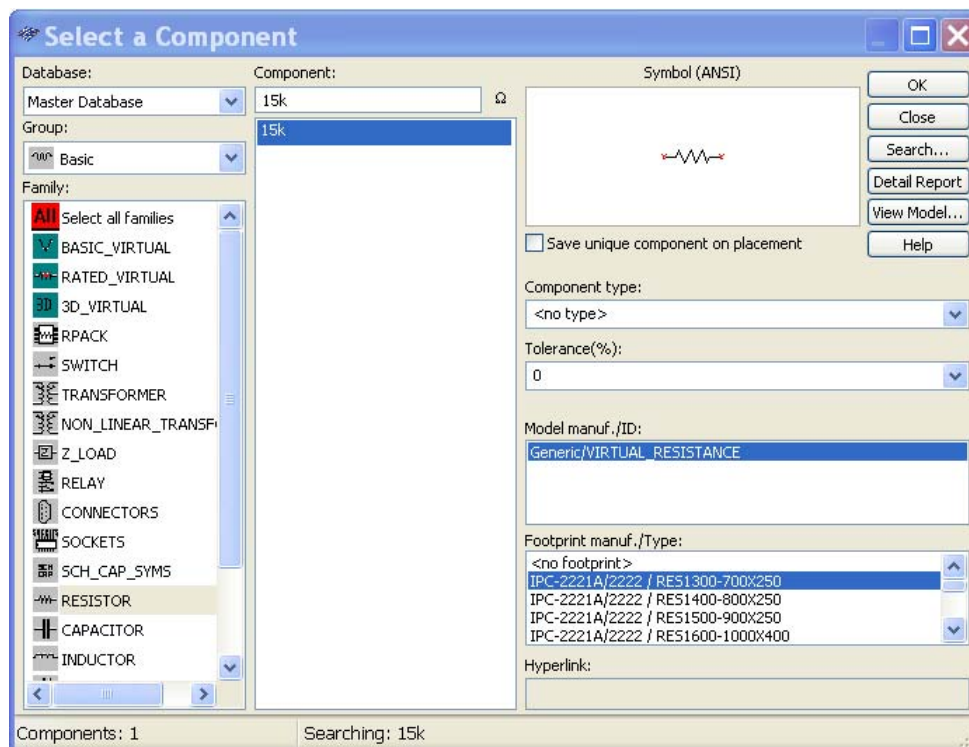 Select a Component
Database:
Master Database
Group:
Basic
Family:
All Select all families
BASIC_VIRTUAL
RATED_VIRTUAL
3D 3D_VIRTUAL
RPACK
SWITCH
TRANSFORMER
NON_LINEAR_TRANSF
Z Z_LOAD
RELAY
CONNECTORS
SOCKETS
SCH_CAP_SYMS
RESISTOR
CAPACITOR
INDUCTOR
Component:
15k Ω
15k
Symbol (ANSI)
Save unique component on placement
Component type:
<no type>
Tolerance(%):
0
Model manuf./ID:
Generic/VIRTUAL_RESISTANCE
Footprint manuf./Type:
<no footprint>
IPC-2221A/2222 / RES1300-700X250
IPC-2221A/2222 / RES1400-800X250
IPC-2221A/2222 / RES1500-900X250
IPC-2221A/2222 / RES1600-1000X400
Hyperlink:
OK
Close
Search...
Detail Report
View Model...
Help
Components: 1
Searching: 15k